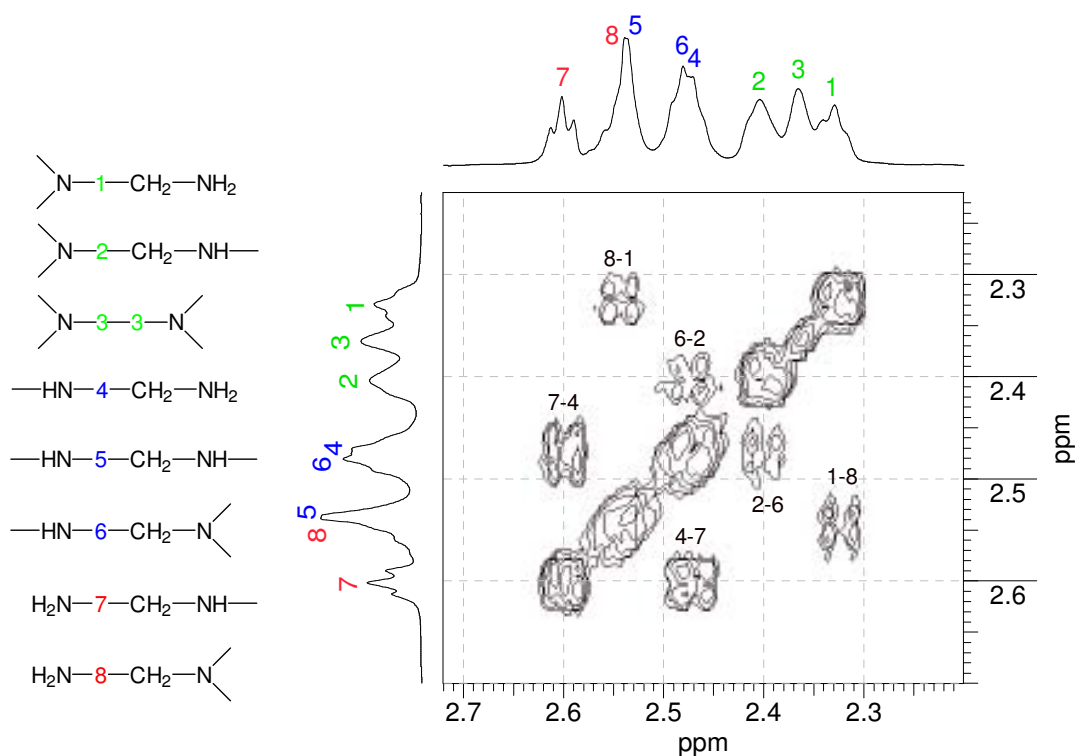 7
8
5
6
4
2
3
1
N 1 CH2 NH2
N 2 CH2 NH
N 3 3 N
HN 4 CH2 NH2
HN 5 CH2 NH
HN 6 CH2 N
H2N 7 CH2 NH
H2N 8 CH2 N
1
3
2
4
6
5
8
7
8-1
6-2
7-4
1-8
2-6
4-7
2.3
2.4
2.5
2.6
ppm
2.7 2.6 2.5 2.4 2.3
ppm